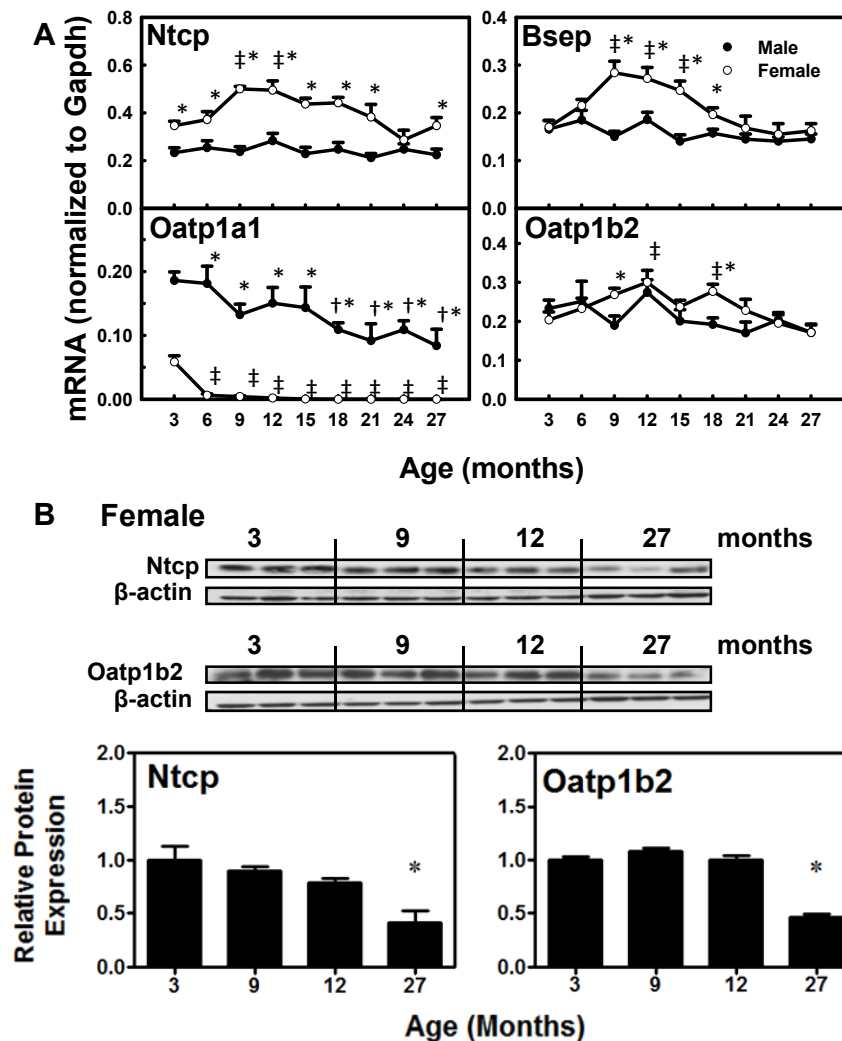 A
Ntcp
Bsep
Male
Female
mRNA (normalized to Gapdh)
0.8
0.6
0.4
0.2
0.0
* * ‡* ‡* * * * *
0.4
0.3
0.2
0.1
0.0
‡* ‡* ‡* *
Oatp1a1
Oatp1b2
0.20
0.10
0.00
* * * * †* †* †* †*
‡ ‡ ‡ ‡ ‡ ‡ ‡ ‡
0.3
0.2
0.1
0.0
* ‡ ‡*
3 6 9 12 15 18 21 24 27
3 6 9 12 15 18 21 24 27
Age (months)
B Female
3 9 12 27 months
Ntcp
β-actin
3 9 12 27 months
Oatp1b2
β-actin
Relative Protein
Expression
Ntcp
2.0
1.5
1.0
0.5
0.0
*
3 9 12 27
Oatp1b2
2.0
1.5
1.0
0.5
0.0
*
3 9 12 27
Age (Months)